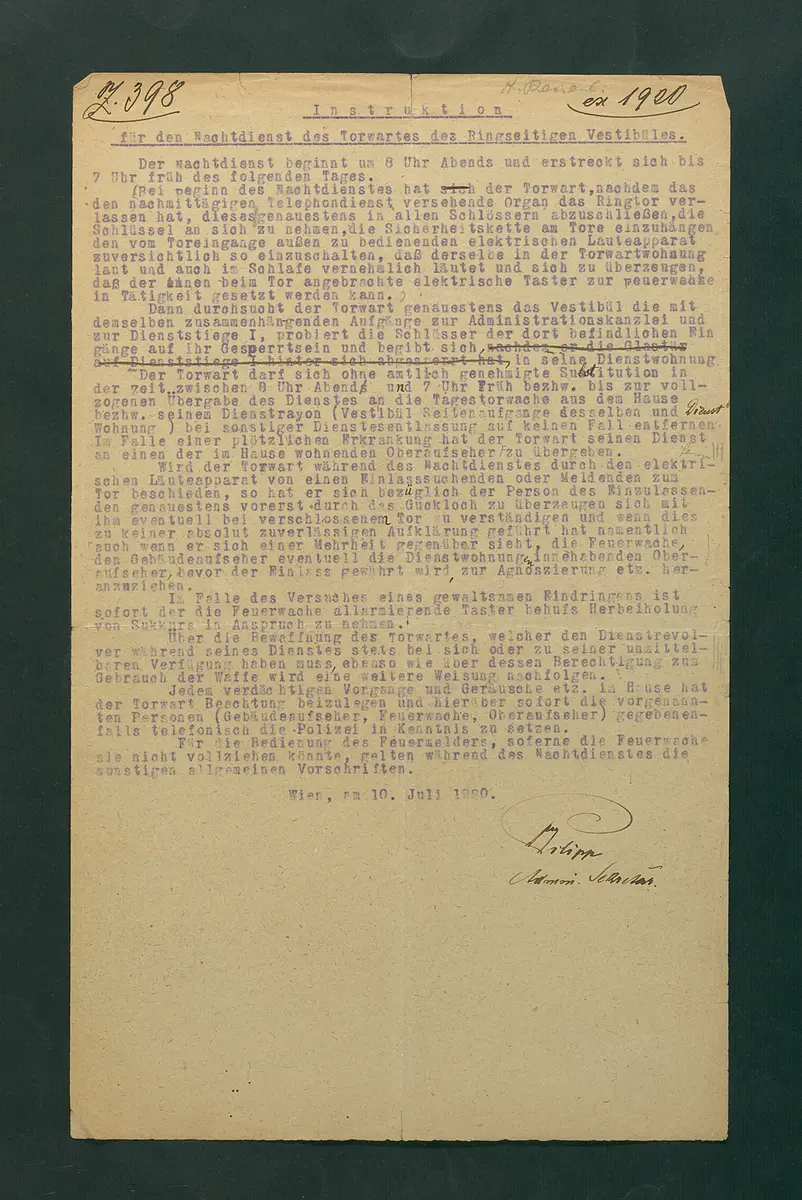 Z. 398
ex 1920
Instruktion
für den Nachtdienst des Torwartes des Ringseitigen Vestibüles.
Der Nachtdienst beginnt um 8 Uhr Abends und erstreckt sich bis
7 Uhr früh des folgenden Tages.
(Bei Beginn des Nachtdienstes hat sich der Torwart, nachdem das
den nachmittägigen Telephondienst versehende Organ das Ringtor ver-
lassen hat, dieses genauestens in allen Schlössern abzuschließen, die
Schlüssel an sich zu nehmen, die Sicherheitskette am Tore einzuhängen
den vom Toreingange außen zu bedienenden elektrischen Läuteapparat
zuversichtlich so einzuschalten, daß derselbe in der Torwartwohnung
laut und auch im Schlafe vernehmlich läutet und sich zu überzeugen,
daß der innen beim Tor angebrachte elektrische Taster zur Feuerwache
in Tätigkeit gesetzt werden kann.)
Dann durchsucht der Torwart genauestens das Vestibül die mit
demselben zusammenhängenden Aufgänge zur Administrationskanzlei und
zur Dienststiege I, probiert die Schlösser der dort befindlichen Ein
gänge auf ihr Gesperrtsein und begibt sich, nachdem er die Glastür
auf Dienststiege I hinter sich abgesperrt hat, in seine Dienstwohnung
Der Torwart darf sich ohne amtlich genehmigte Substitution in
der Zeit zwischen 8 Uhr Abends und 7 Uhr Früh bezhw. bis zur voll-
zogenen Übergabe des Dienstes an die Tagestorwache aus dem Hause
bezhw. seinem Dienstrayon (Vestibül Seitenaufgänge desselben und Dienst
Wohnung ) bei sonstiger Dienstesentlassung auf keinen Fall entfernen.
Im Falle einer plötzlichen Erkrankung hat der Torwart seinen Dienst
an einen der im Hause wohnenden Oberaufseher zu übergeben.
Wird der Torwart während des Nachtdienstes durch den elektri-
schen Läuteapparat von einen Einlasssuchenden oder Meldenden zum
Tor beschieden, so hat er sich bezüglich der Person des Einzulassen-
den genauestens vorerst durch das Guckloch zu überzeugen sich mit
ihm eventuell bei verschlossenem Tor zu verständigen und wenn dies
zu keiner absolut zuverlässigen Aufklärung geführt hat namentlich
auch wenn er sich einer Mehrheit gegenüber sieht, die Feuerwache,
den Gebäudeaufseher eventuell die Dienstwohnungen innehabenden Ober-
aufseher, bevor der Einlass gewährt wird, zur Agnoszierung etz. her-
anzuziehen.
Im Falle des Versuches eines gewaltsamen Eindringens ist
sofort der die Feuerwache allarmierende Taster behufs Herbeiholung
von Sukkurs in Anspruch zu nehmen.
Über die Bewaffnung des Torwartes, welcher den Dienstrevol-
ver während seines Dienstes stets bei sich oder zu seiner unmittel-
baren Verfügung haben muss, ebenso wie über dessen Berechtigung zum
Gebrauch der Waffe wird eine weitere Weisung nachfolgen.
Jedem verdächtigen Vorgange und Geräusche etz. im Hause hat
der Torwart Beachtung beizulegen und hierüber sofort die vorgenann-
ten Personen (Gebäudeaufseher, Feuerwache, Oberaufseher) gegebenen-
falls telefonisch die Polizei in Kenntnis zu setzen.
Für die Bedienung des Feuermelders, soferne die Feuerwache
sie nicht vollziehen könnte, gelten während des Nachtdienstes die
sonstigen allgemeinen Vorschriften.
Wien, am 10. Juli 1920.
Filipp
Admin. Sekretär.